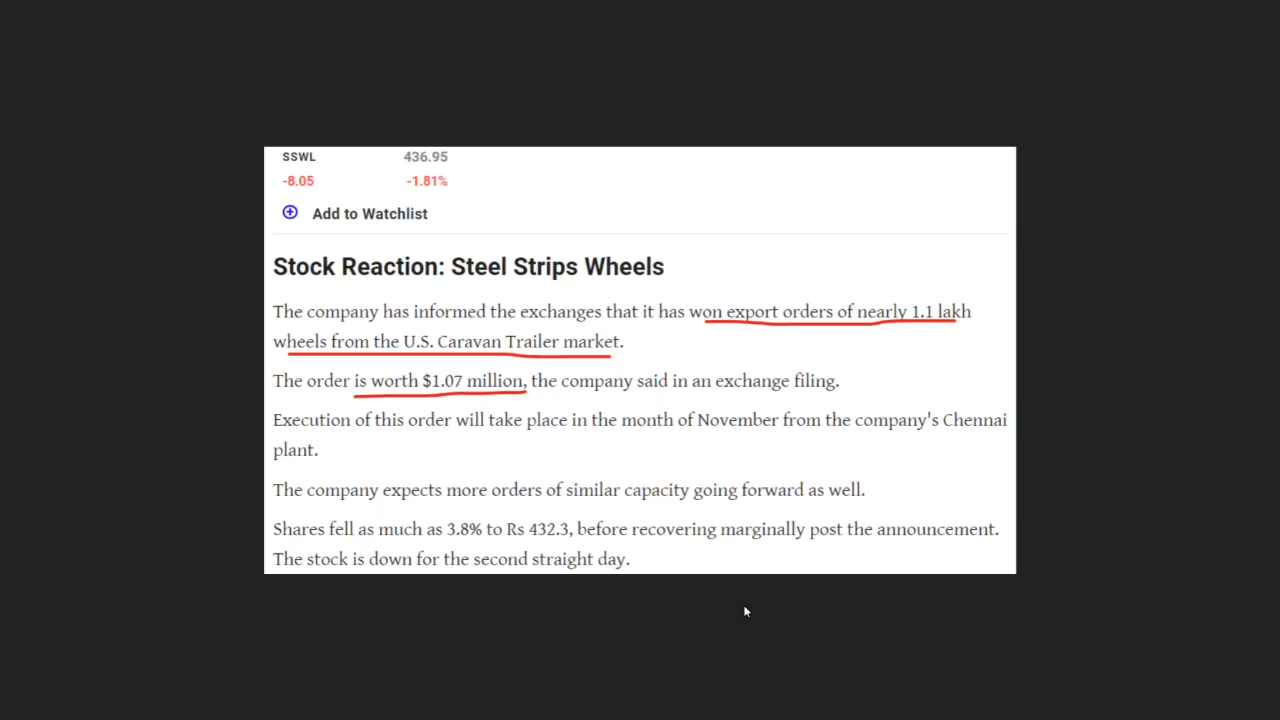 SSWL 436.95
-8.05 -1.81%
Add to Watchlist
Stock Reaction: Steel Strips Wheels
The company has informed the exchanges that it has won export orders of nearly 1.1 lakh
wheels from the U.S. Caravan Trailer market.
The order is worth $1.07 million, the company said in an exchange filing.
Execution of this order will take place in the month of November from the company's Chennai
plant.
The company expects more orders of similar capacity going forward as well.
Shares fell as much as 3.8% to Rs 432.3, before recovering marginally post the announcement.
The stock is down for the second straight day.